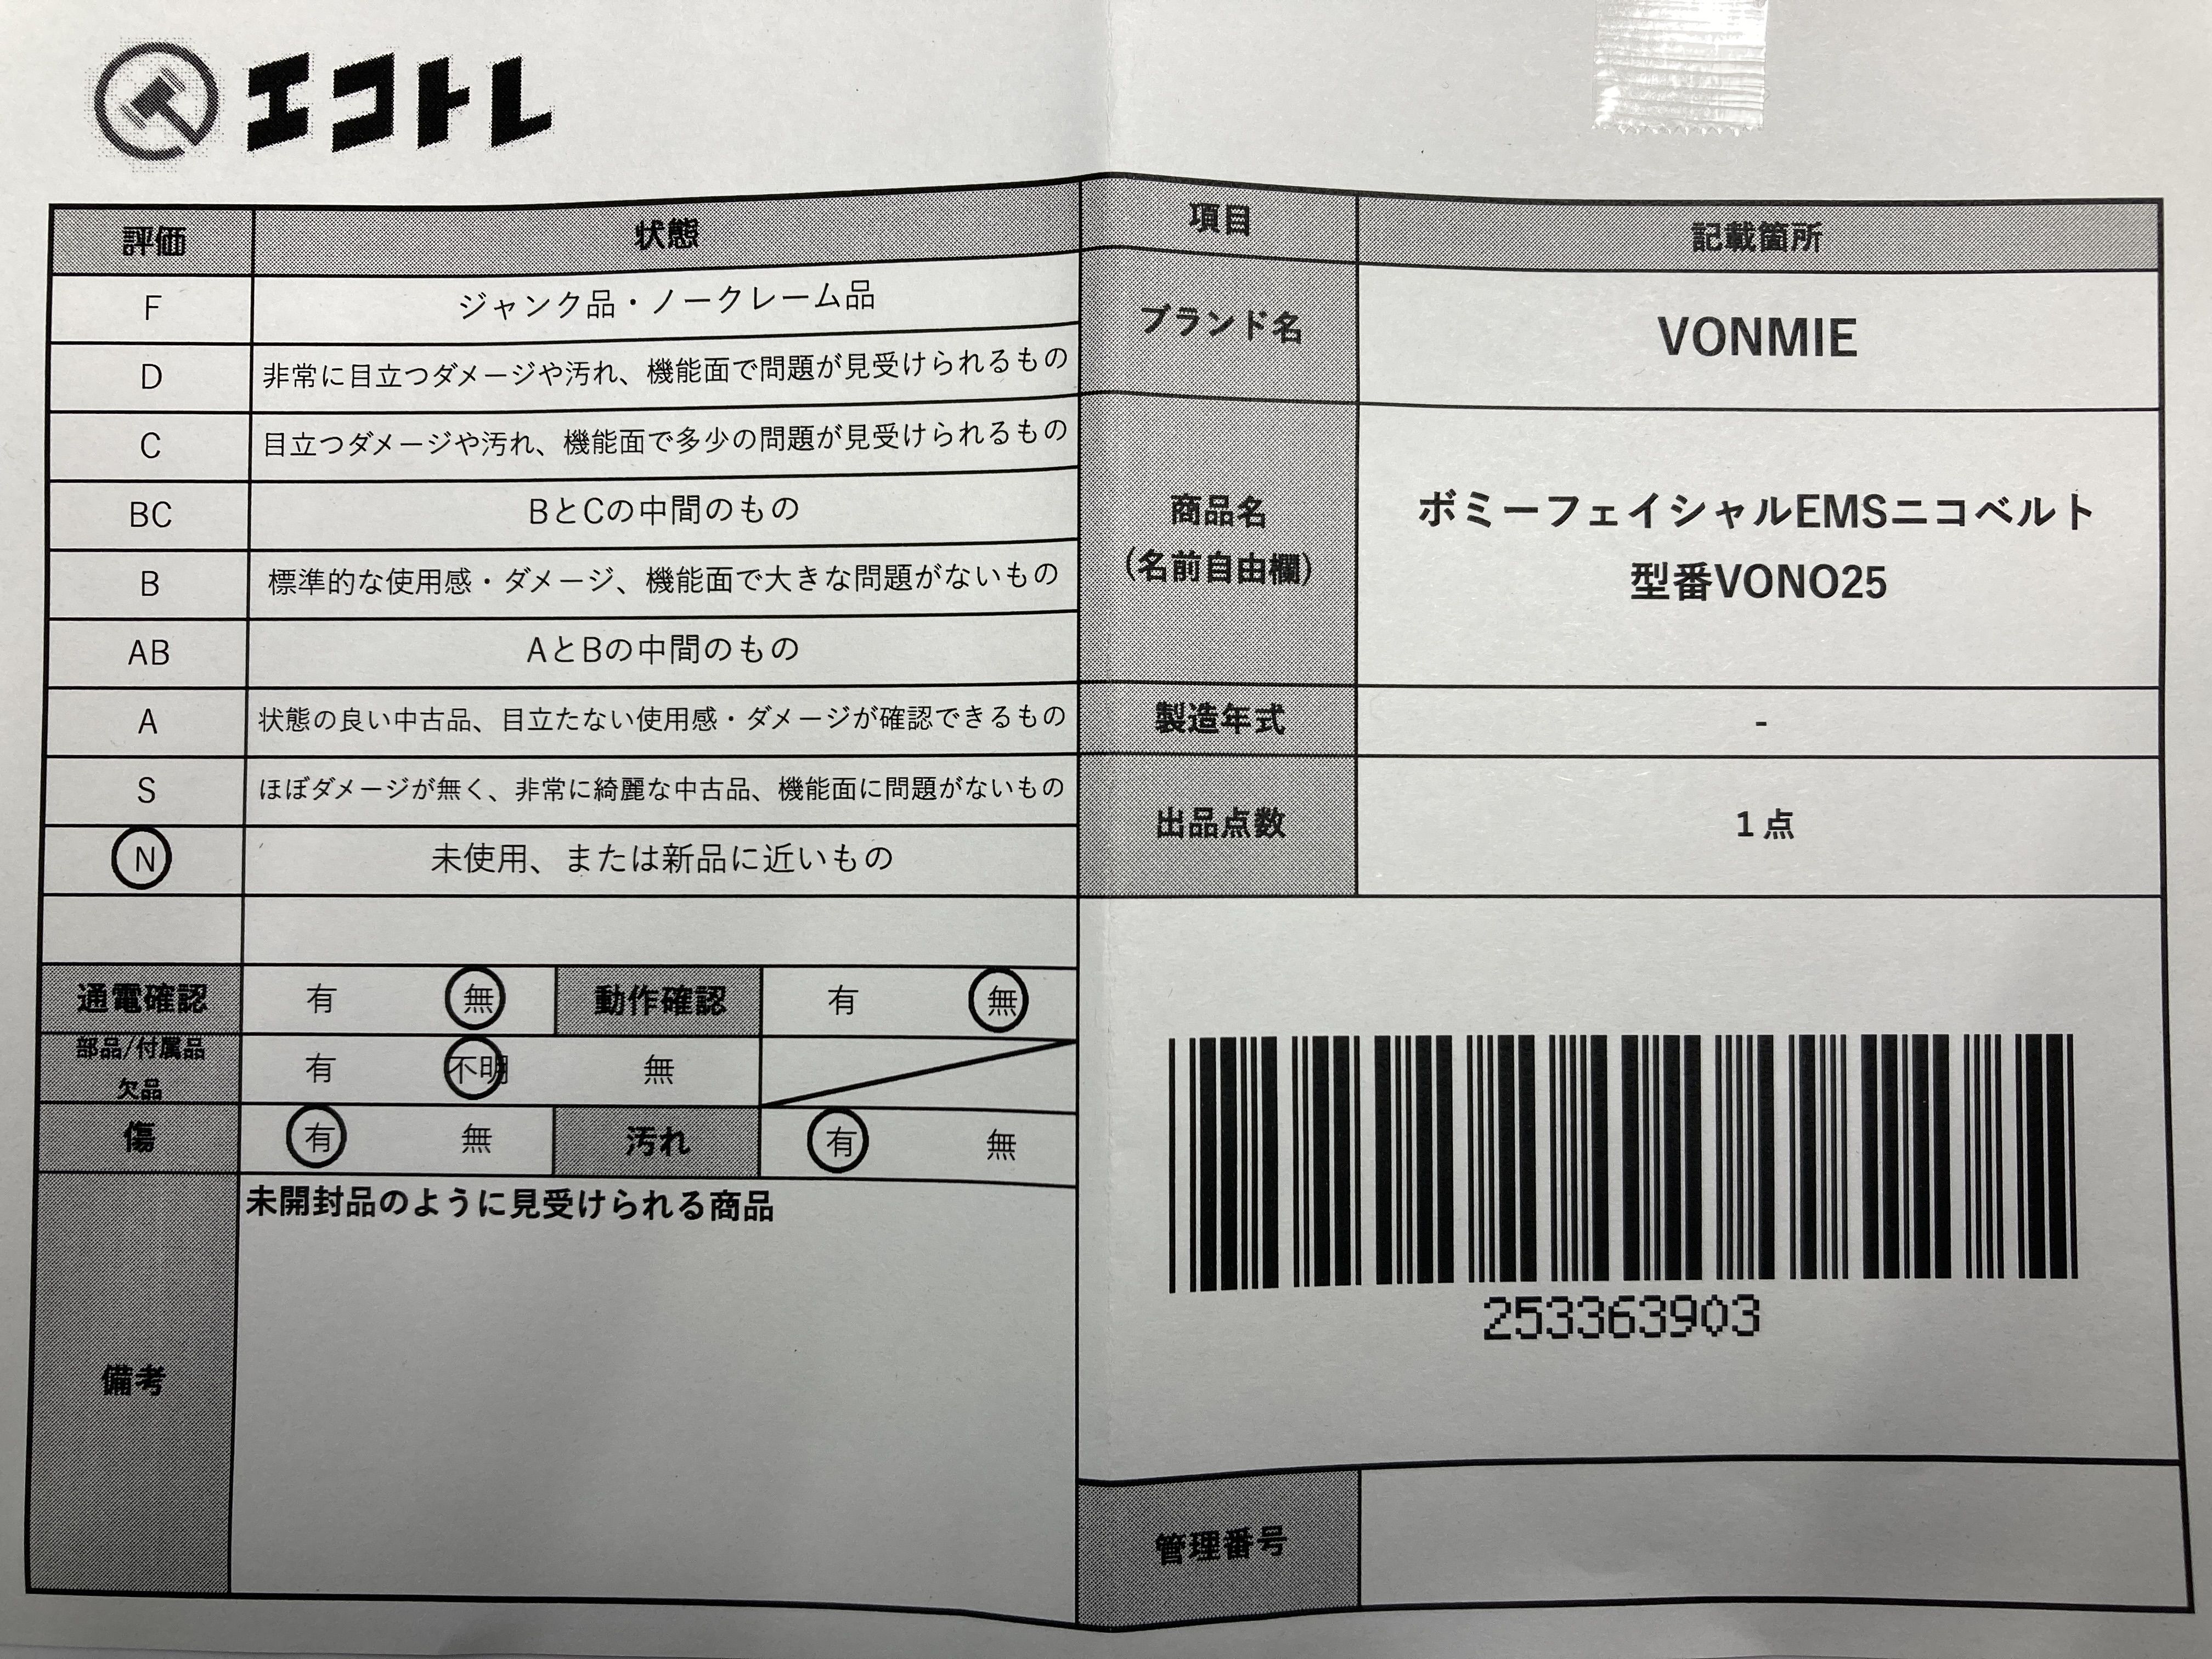 エコトレ
評価 状態
F ジャンク品・ノークレーム品
D 非常に目立つダメージや汚れ、機能面で問題が見受けられるもの
C 目立つダメージや汚れ、機能面で多少の問題が見受けられるもの
BC BとCの中間のもの
B 標準的な使用感・ダメージ、機能面で大きな問題がないもの
AB AとBの中間のもの
A 状態の良い中古品、目立たない使用感・ダメージが確認できるもの
S ほぼダメージが無く、非常に綺麗な中古品、機能面に問題がないもの
N 未使用、または新品に近いもの
通電確認 有 無 動作確認 有 無
部品/付属品
欠品 有 不明 無
傷 有 無 汚れ 有 無
備考 未開封品のように見受けられる商品
項目 記載箇所
ブランド名 VONMIE
商品名
(名前自由欄)
ボミーフェイシャルEMSニコベルト
型番VONO25
製造年式 -
出品点数 1点
253363903
管理番号